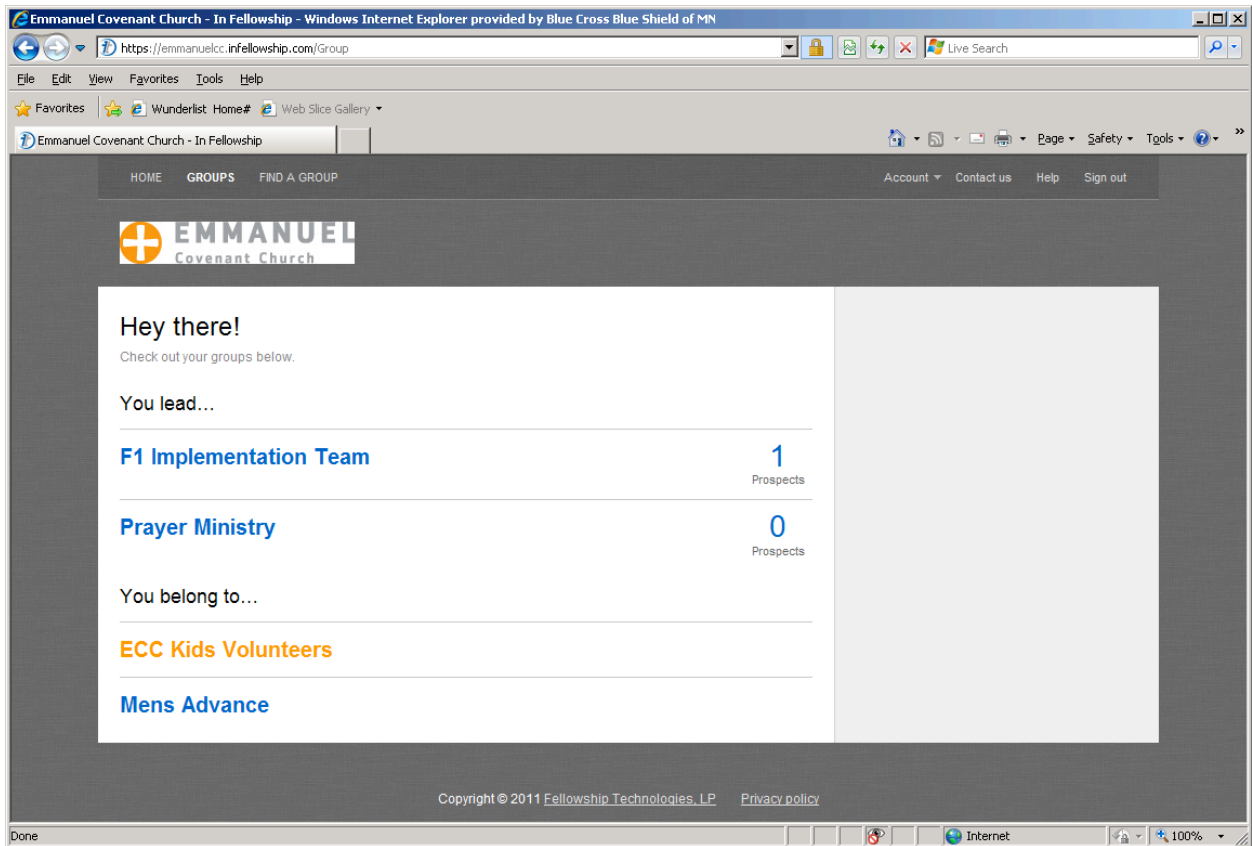 Emmanuel Covenant Church - In Fellowship - Windows Internet Explorer provided by Blue Cross Blue Shield of MN
https://emmanuelcc.infellowship.com/Group
Live Search
File Edit View Favorites Tools Help
Favorites Wunderlist Home# Web Slice Gallery
Emmanuel Covenant Church - In Fellowship
Page Safety Tools »
HOME GROUPS FIND A GROUP Account Contact us Help Sign out
EMMANUEL
Covenant Church
Hey there!
Check out your groups below.
You lead...
F1 Implementation Team 1
Prospects
Prayer Ministry 0
Prospects
You belong to...
ECC Kids Volunteers
Mens Advance
Copyright © 2011 Fellowship Technologies, LP Privacy policy
Done Internet 100%